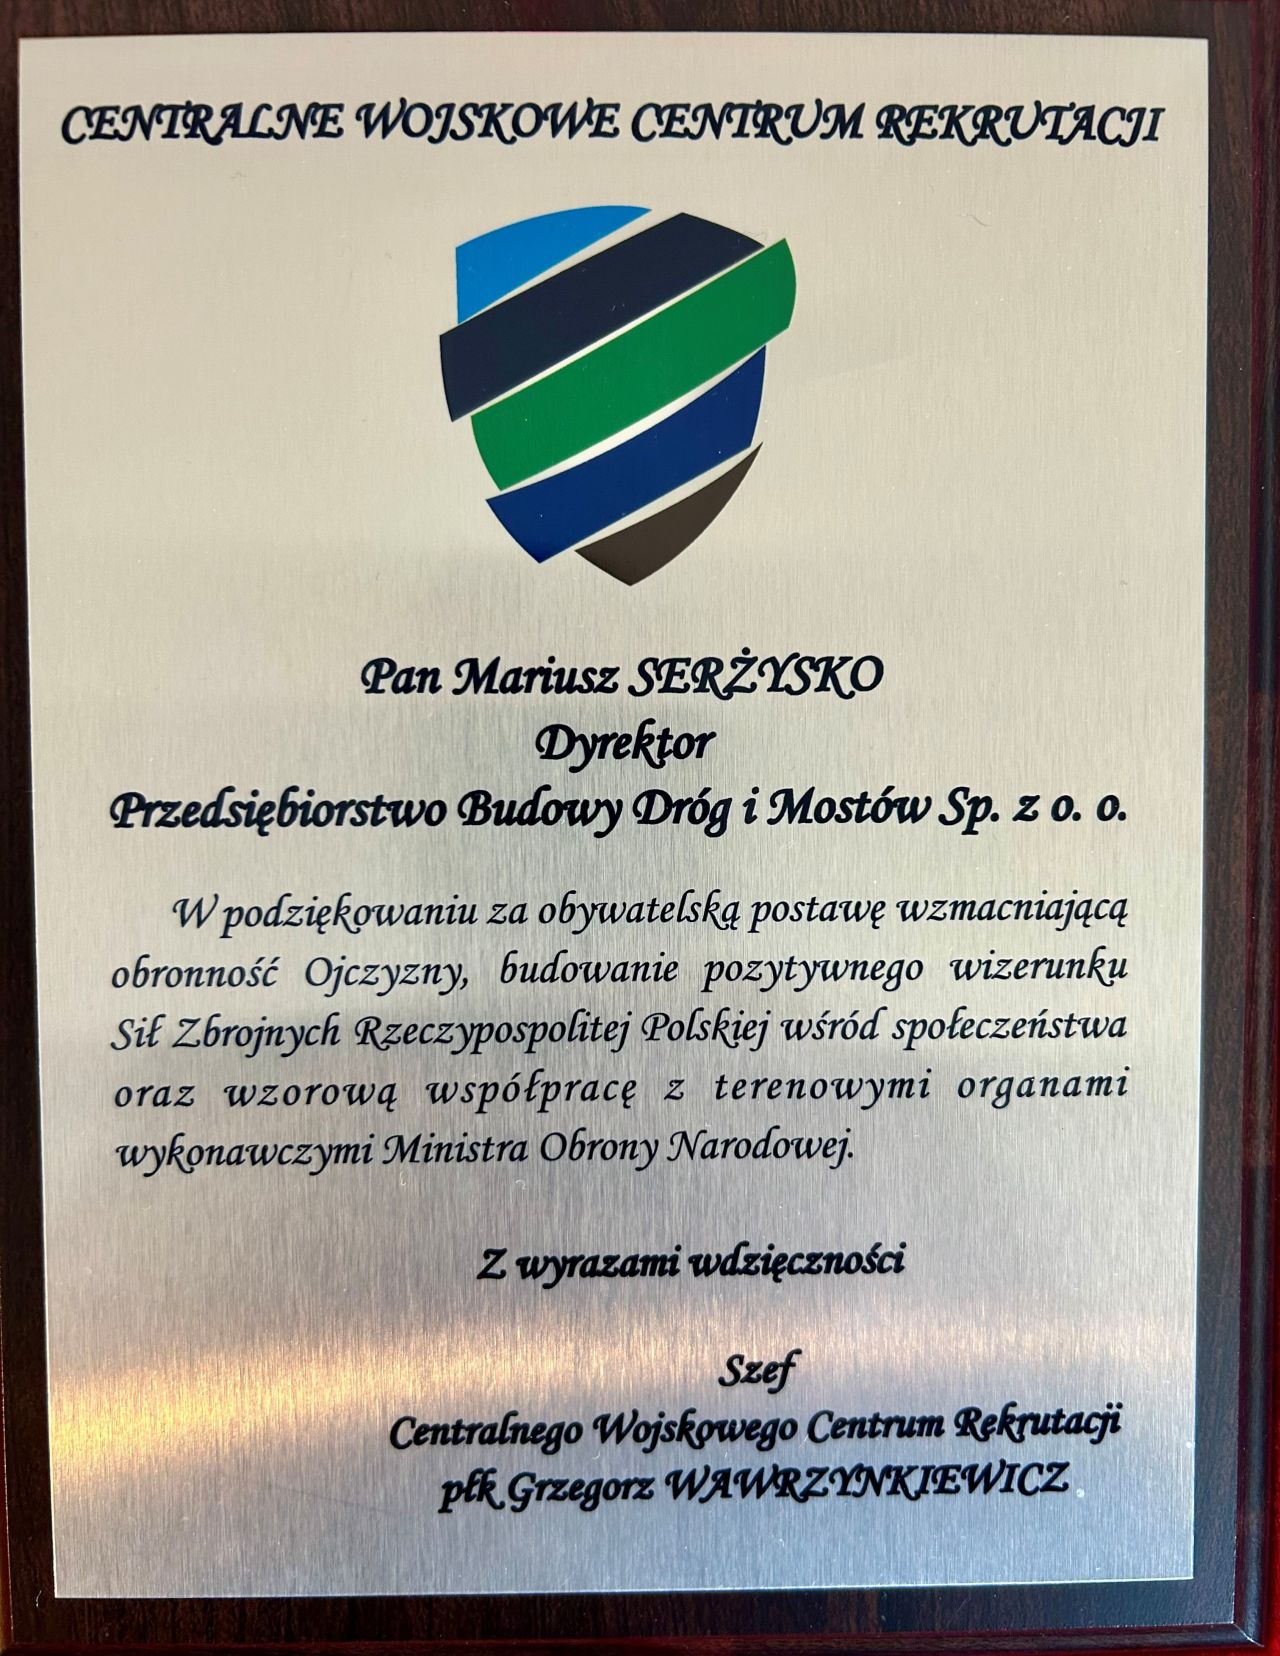 CENTRALNE WOJSKOWE CENTRUM REKRUTACJI
Pan Mariusz SERŻYSKO
Dyrektor
Przedsiębiorstwo Budowy Dróg i Mostów Sp. z o. o.
W podziękowaniu za obywatelską postawę wzmacniającą
obronność Ojczyzny, budowanie pozytywnego wizerunku
Sił Zbrojnych Rzeczypospolitej Polskiej wśród społeczeństwa
oraz wzorową współpracę z terenowymi organami
wykonawczymi Ministra Obrony Narodowej.
Z wyrazami wdzięczności
Szef
Centralnego Wojskowego Centrum Rekrutacji
płk Grzegorz WAWRZYNKIEWICZ